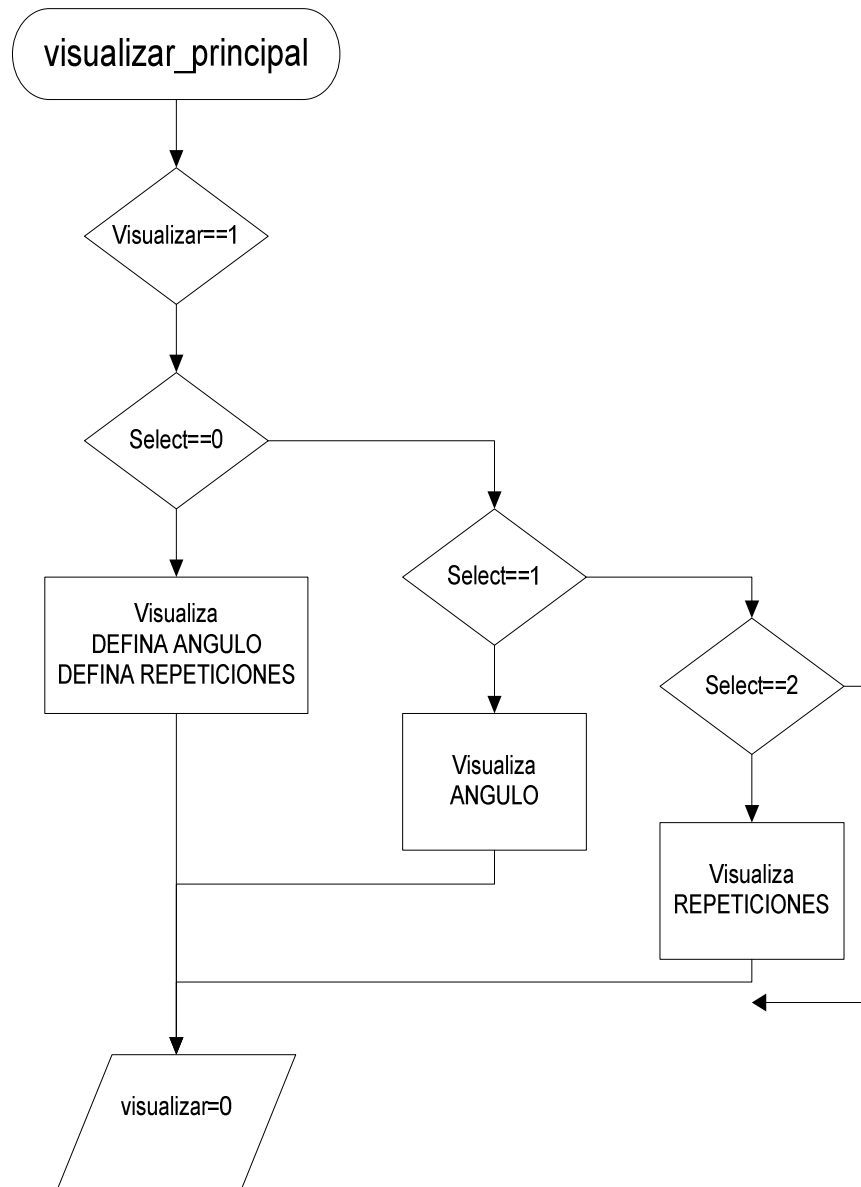 visualizar_principal
Visualizar==1
Select==0
Select==1
Visualiza
DEFINA ANGULO
DEFINA REPETICIONES
Select==2
Visualiza
ANGULO
Visualiza
REPETICIONES
visualizar=0